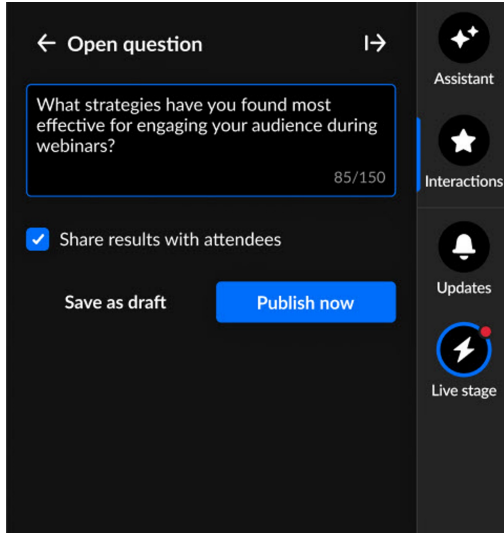 Open question
What strategies have you found most
effective for engaging your audience during
webinars?
85/150
Share results with attendees
Save as draft
Publish now
Assistant
Interactions
Updates
Live stage